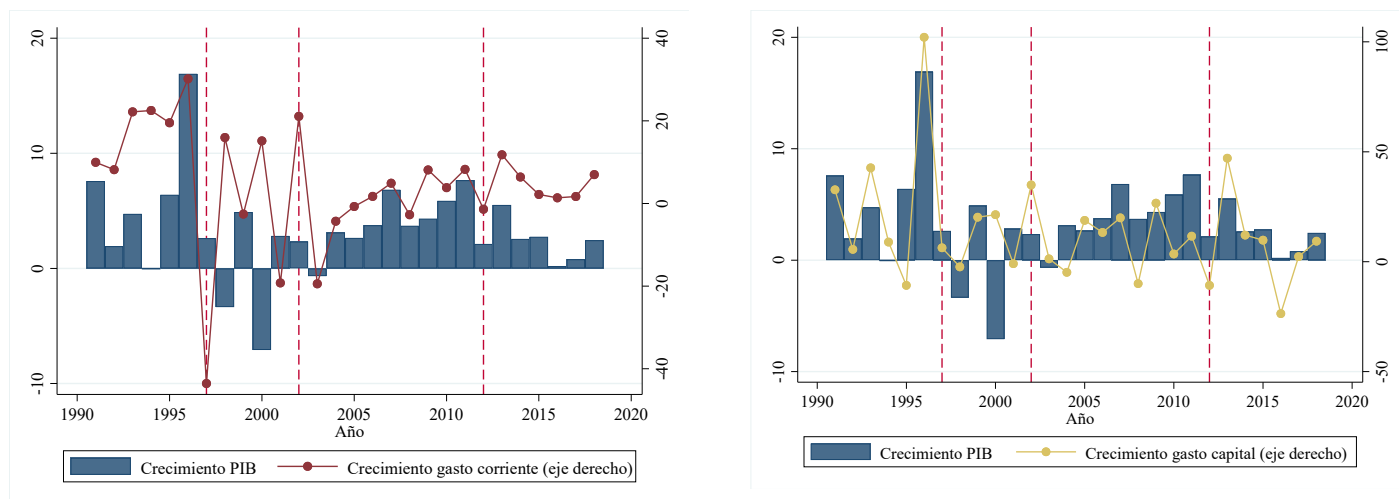 20
10
0
-10
40
20
0
-20
-40
1990 1995 2000 2005 2010 2015 2020
Año
Crecimiento PIB Crecimiento gasto corriente (eje derecho)
20
10
0
-10
100
50
0
-50
1990 1995 2000 2005 2010 2015 2020
Año
Crecimiento PIB Crecimiento gasto capital (eje derecho)